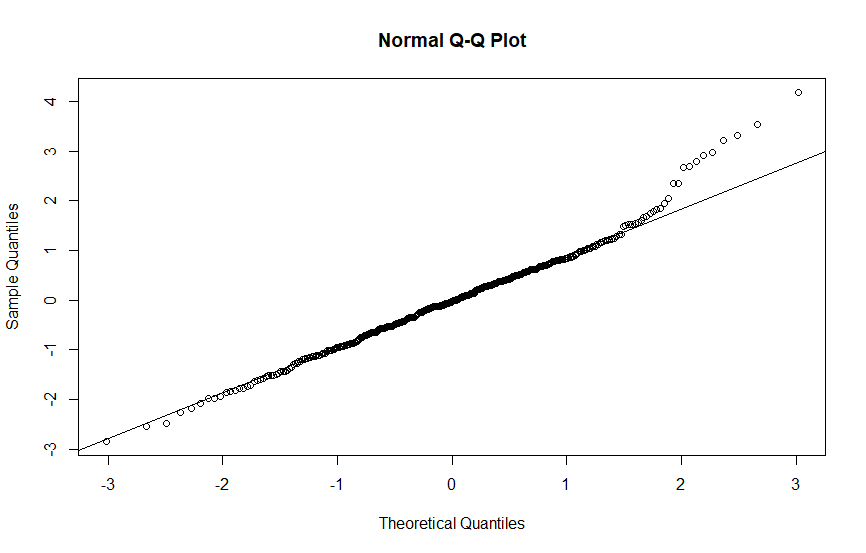 Normal Q-Q Plot
Sample Quantiles
4
3
2
1
0
-1
-2
-3
-3 -2 -1 0 1 2 3
Theoretical Quantiles